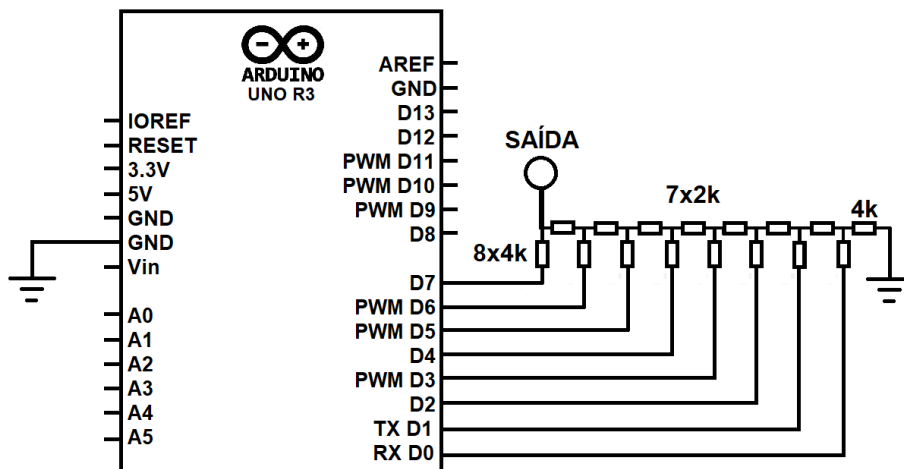 ARDUINO
UNO R3
IOREF
RESET
3.3V
5V
GND
GND
Vin
A0
A1
A2
A3
A4
A5
AREF
GND
D13
D12
PWM D11
PWM D10
PWM D9
D8
D7
PWM D6
PWM D5
D4
PWM D3
D2
TX D1
RX D0
SAÍDA
7x2k
4k
8x4k